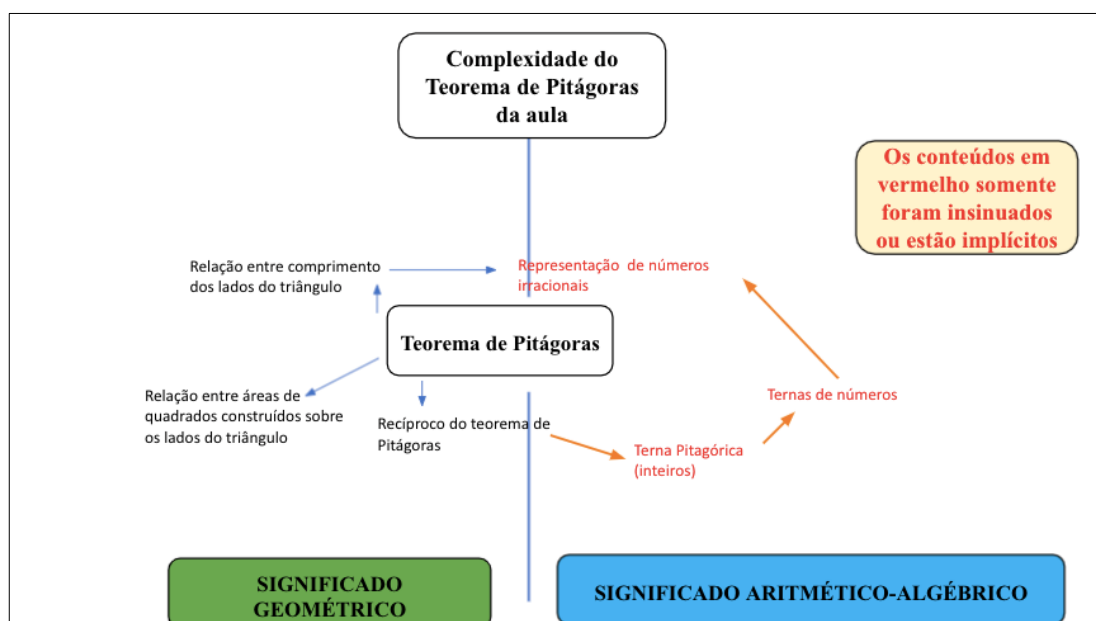 Complexidade do
Teorema de Pitágoras
da aula
Os conteúdos em
vermelho somente
foram insinuados
ou estão implícitos
Relação entre comprimento
dos lados do triângulo
Representação de números
irracionais
Teorema de Pitágoras
Relação entre áreas de
quadrados construídos sobre
os lados do triângulo
Recíproco do teorema de
Pitágoras
Ternas de números
Terna Pitagórica
(inteiros)
SIGNIFICADO
GEOMÉTRICO
SIGNIFICADO ARITMÉTICO-ALGÉBRICO